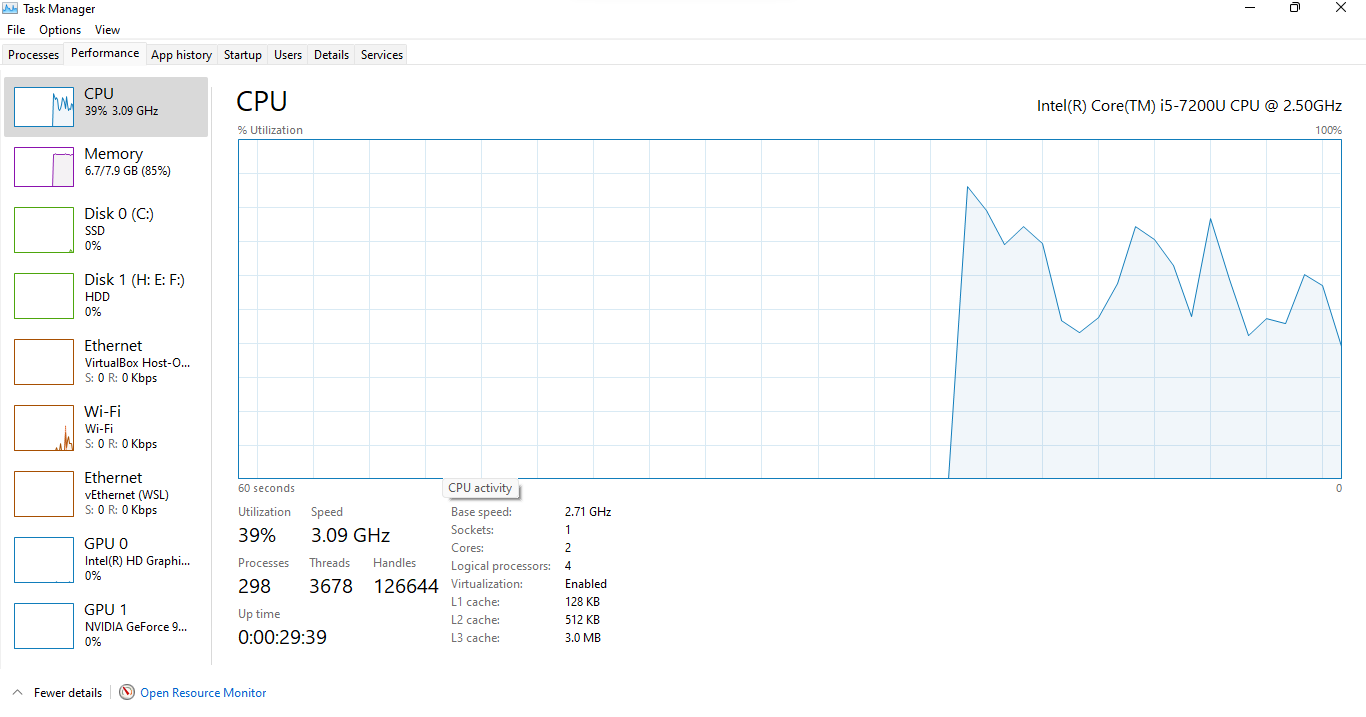 Task Manager
File Options View
Processes Performance App history Startup Users Details Services
CPU
39% 3.09 GHz
Memory
6.7/7.9 GB (85%)
Disk 0 (C:)
SSD
0%
Disk 1 (H: E: F:)
HDD
0%
Ethernet
VirtualBox Host-O...
S: 0 R: 0 Kbps
Wi-Fi
Wi-Fi
S: 0 R: 0 Kbps
Ethernet
vEthernet (WSL)
S: 0 R: 0 Kbps
GPU 0
Intel(R) HD Graphi...
0%
GPU 1
NVIDIA GeForce 9...
0%
CPU
Intel(R) Core(TM) i5-7200U CPU @ 2.50GHz
% Utilization 100%
60 seconds 0
CPU activity
Utilization Speed
39% 3.09 GHz
Processes Threads Handles
298 3678 126644
Up time
0:00:29:39
Base speed: 2.71 GHz
Sockets: 1
Cores: 2
Logical processors: 4
Virtualization: Enabled
L1 cache: 128 KB
L2 cache: 512 KB
L3 cache: 3.0 MB
Fewer details Open Resource Monitor